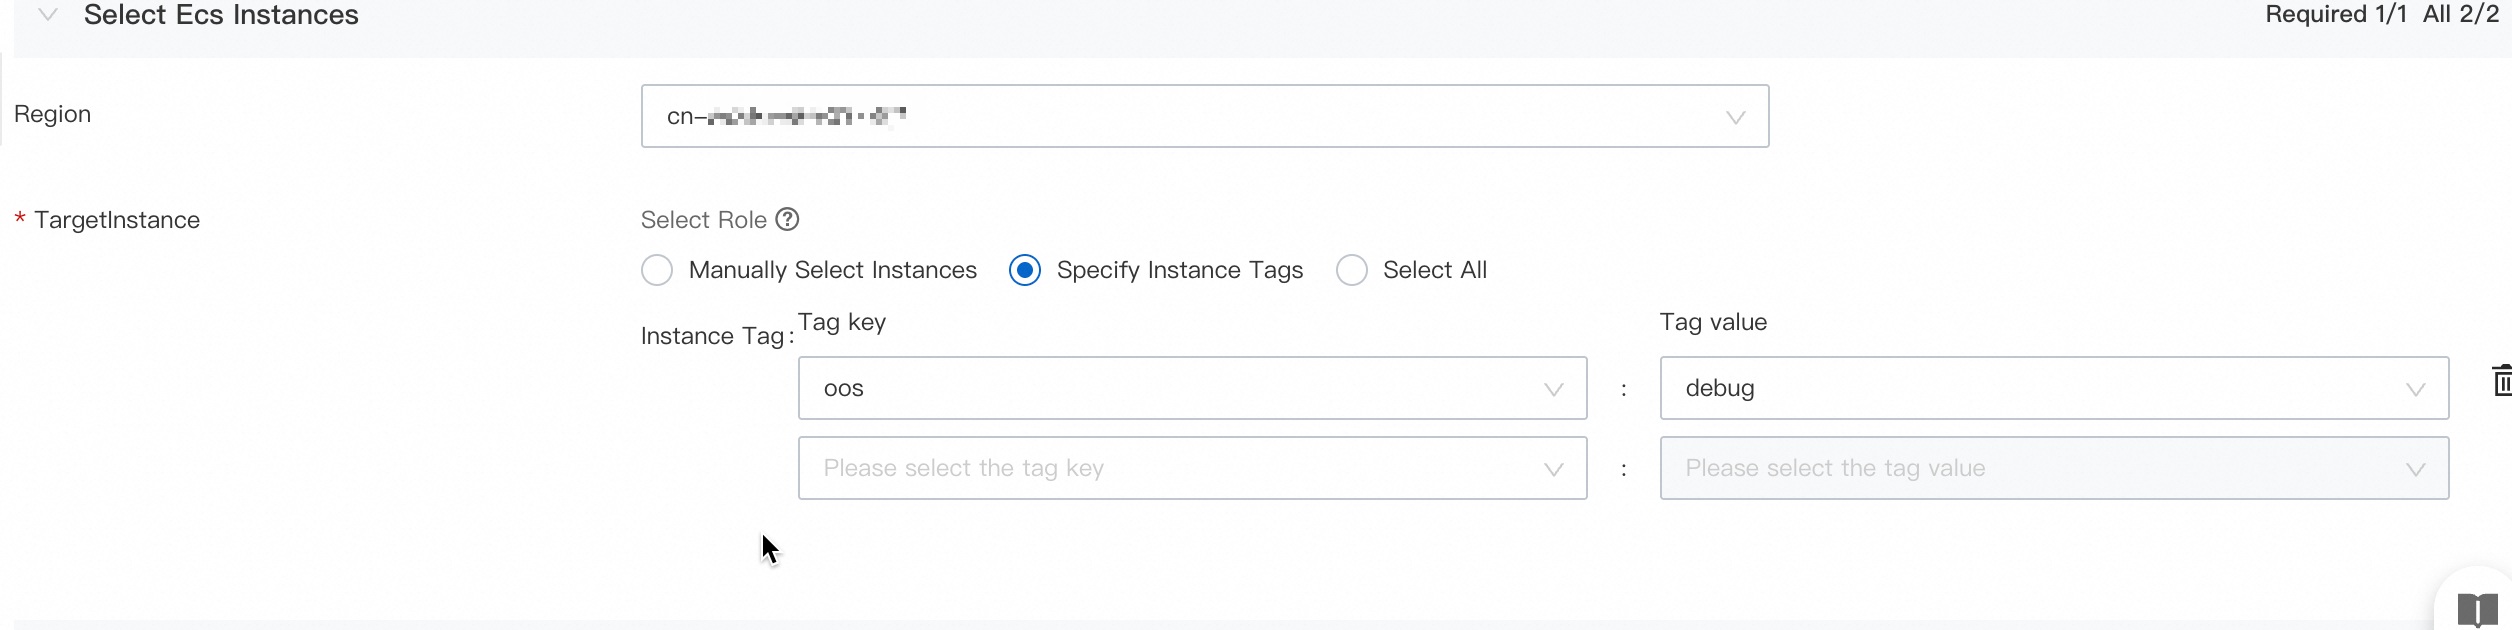 Select Ecs Instances
Required 1/1 All 2/2
Region
cn-
* TargetInstance
Select Role ?
Manually Select Instances
Specify Instance Tags
Select All
Instance Tag:
Tag key
Tag value
oos
:
debug
Please select the tag key
:
Please select the tag value